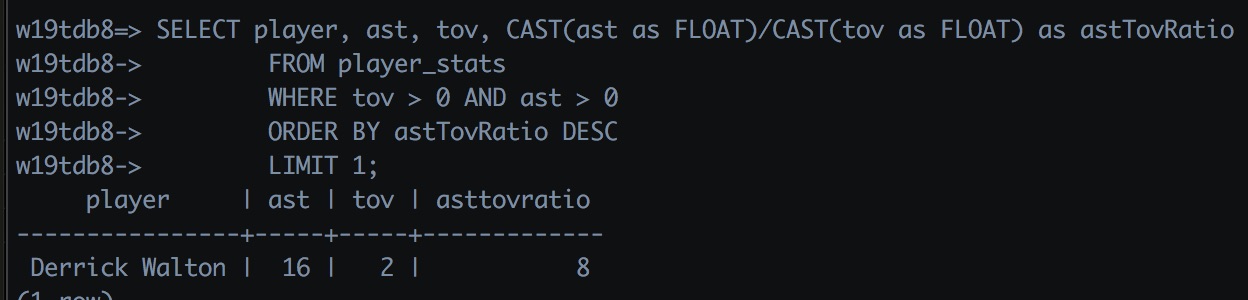 w19tdb8=> SELECT player, ast, tov, CAST(ast as FLOAT)/CAST(tov as FLOAT) as astTovRatio
w19tdb8->         FROM player_stats
w19tdb8->         WHERE tov > 0 AND ast > 0
w19tdb8->         ORDER BY astTovRatio DESC
w19tdb8->         LIMIT 1;
     player     | ast | tov | asttovratio
----------------+-----+-----+-------------
 Derrick Walton |  16 |   2 |           8
(1 row)